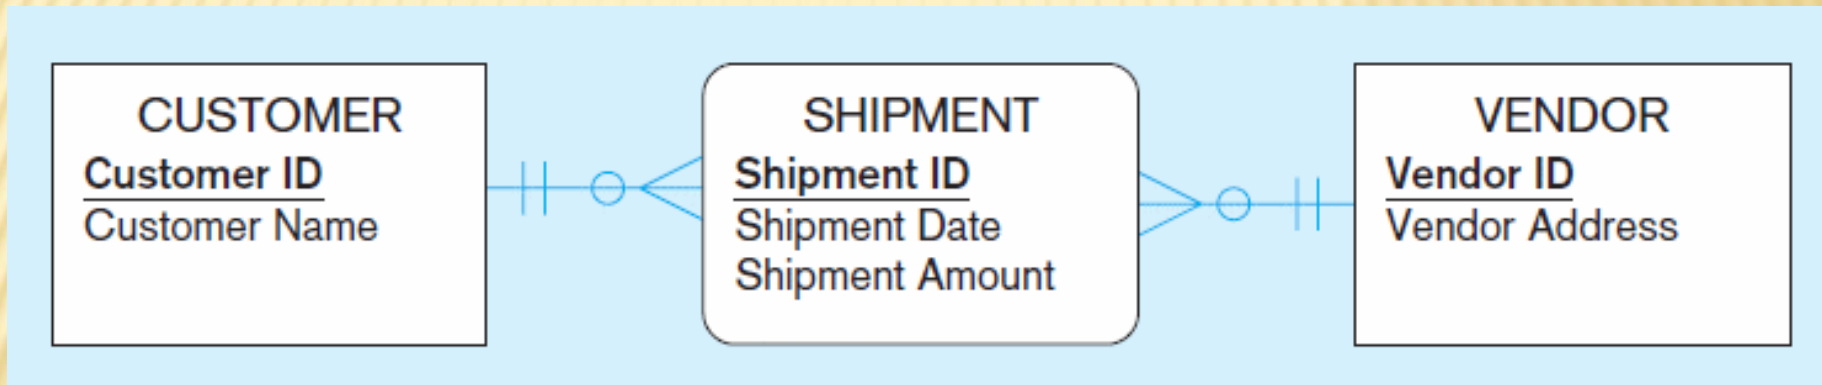 CUSTOMER
Customer ID
Customer Name
SHIPMENT
Shipment ID
Shipment Date
Shipment Amount
VENDOR
Vendor ID
Vendor Address